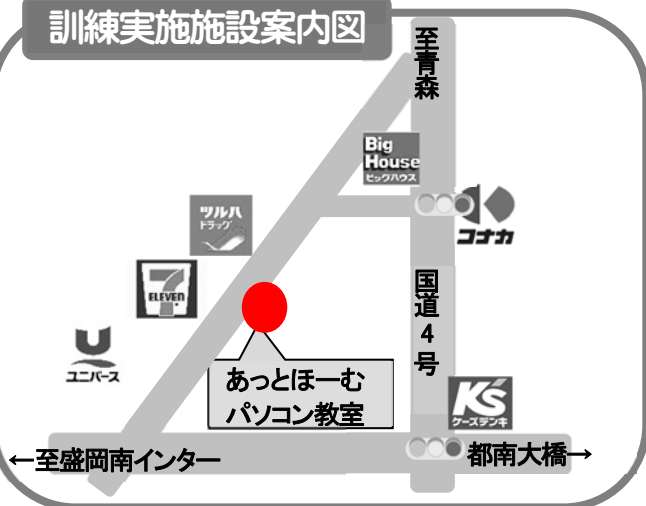 訓練実施施設案内図
至青森
Big
House
ビッグハウス
コナカ
ツルハ
ドラッグ
7
ELEVEN
国道4号
U
ユニバース
あっとほーむ
パソコン教室
K's
ケーズデンキ
←至盛岡南インター
都南大橋→